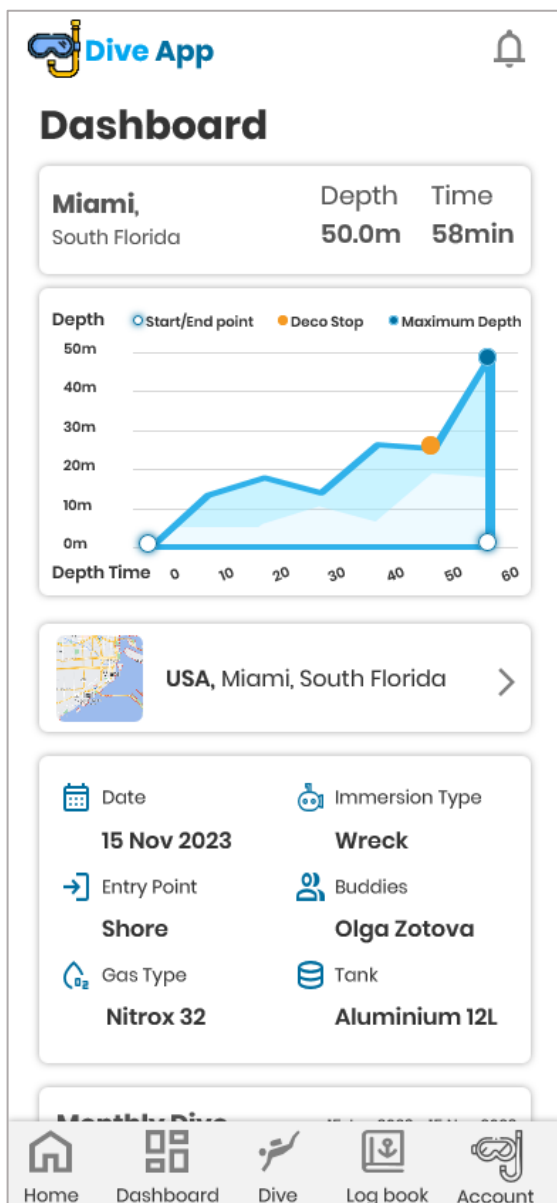 Dive App
Dashboard
Miami,
South Florida
Depth Time
50.0m 58min
Depth Start/End point Deco Stop Maximum Depth
50m
40m
30m
20m
10m
0m
Depth Time 0 10 20 30 40 50 60
USA, Miami, South Florida
Date Immersion Type
15 Nov 2023 Wreck
Entry Point Buddies
Shore Olga Zotova
O2
Gas Type Tank
Nitrox 32 Aluminium 12L
Monthly Dive
Home Dashboard Dive Log book Account